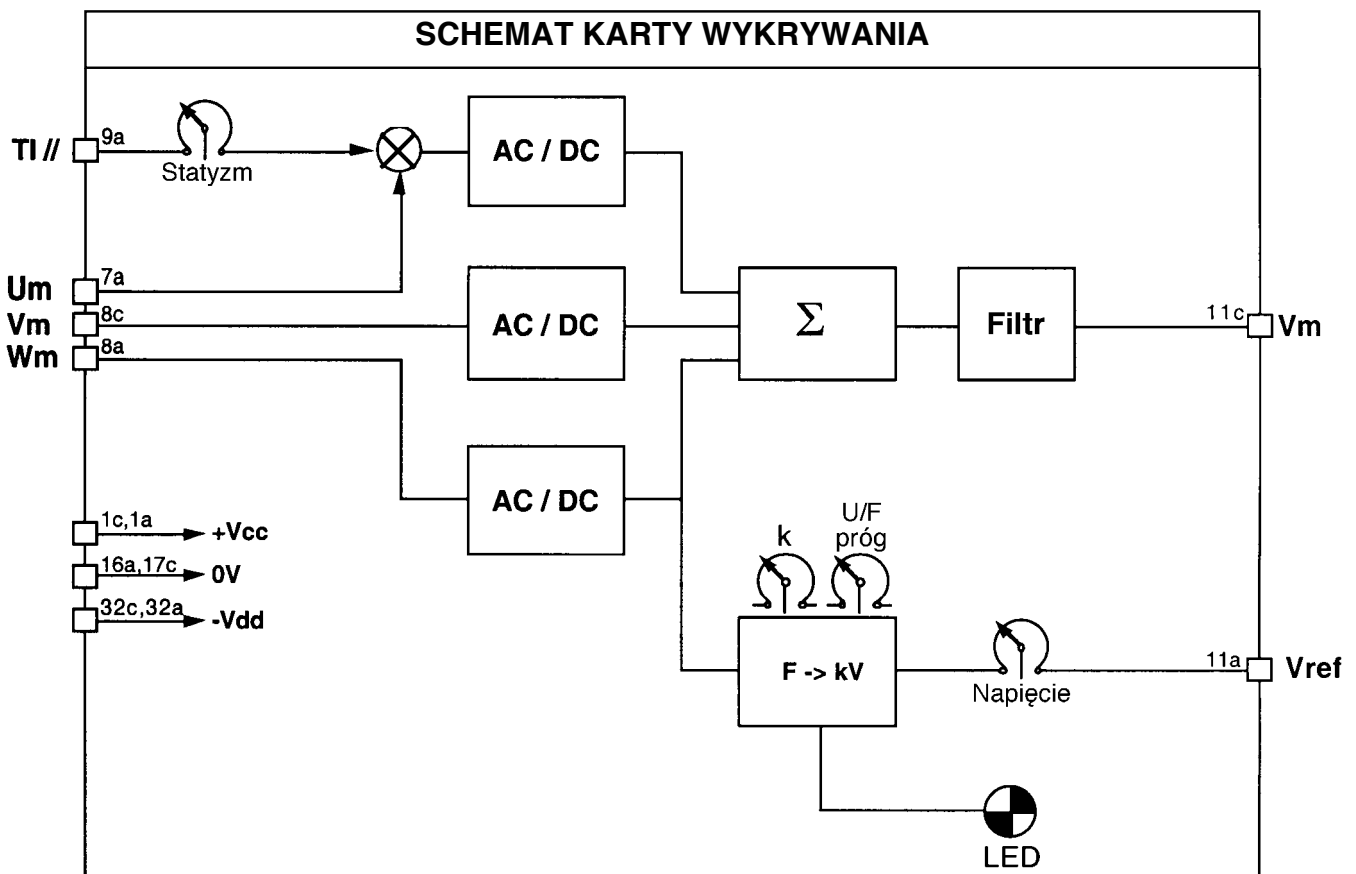 SCHEMAT KARTY WYKRYWANIA
TI //
9a
Statyzm
AC / DC
Um
7a
Vm
8c
Wm
8a
AC / DC
Σ
Filtr
11c
Vm
AC / DC
1c,1a
+Vcc
16a,17c
0V
32c,32a
-Vdd
k
U/F
próg
F -> kV
Napięcie
11a
Vref
LED